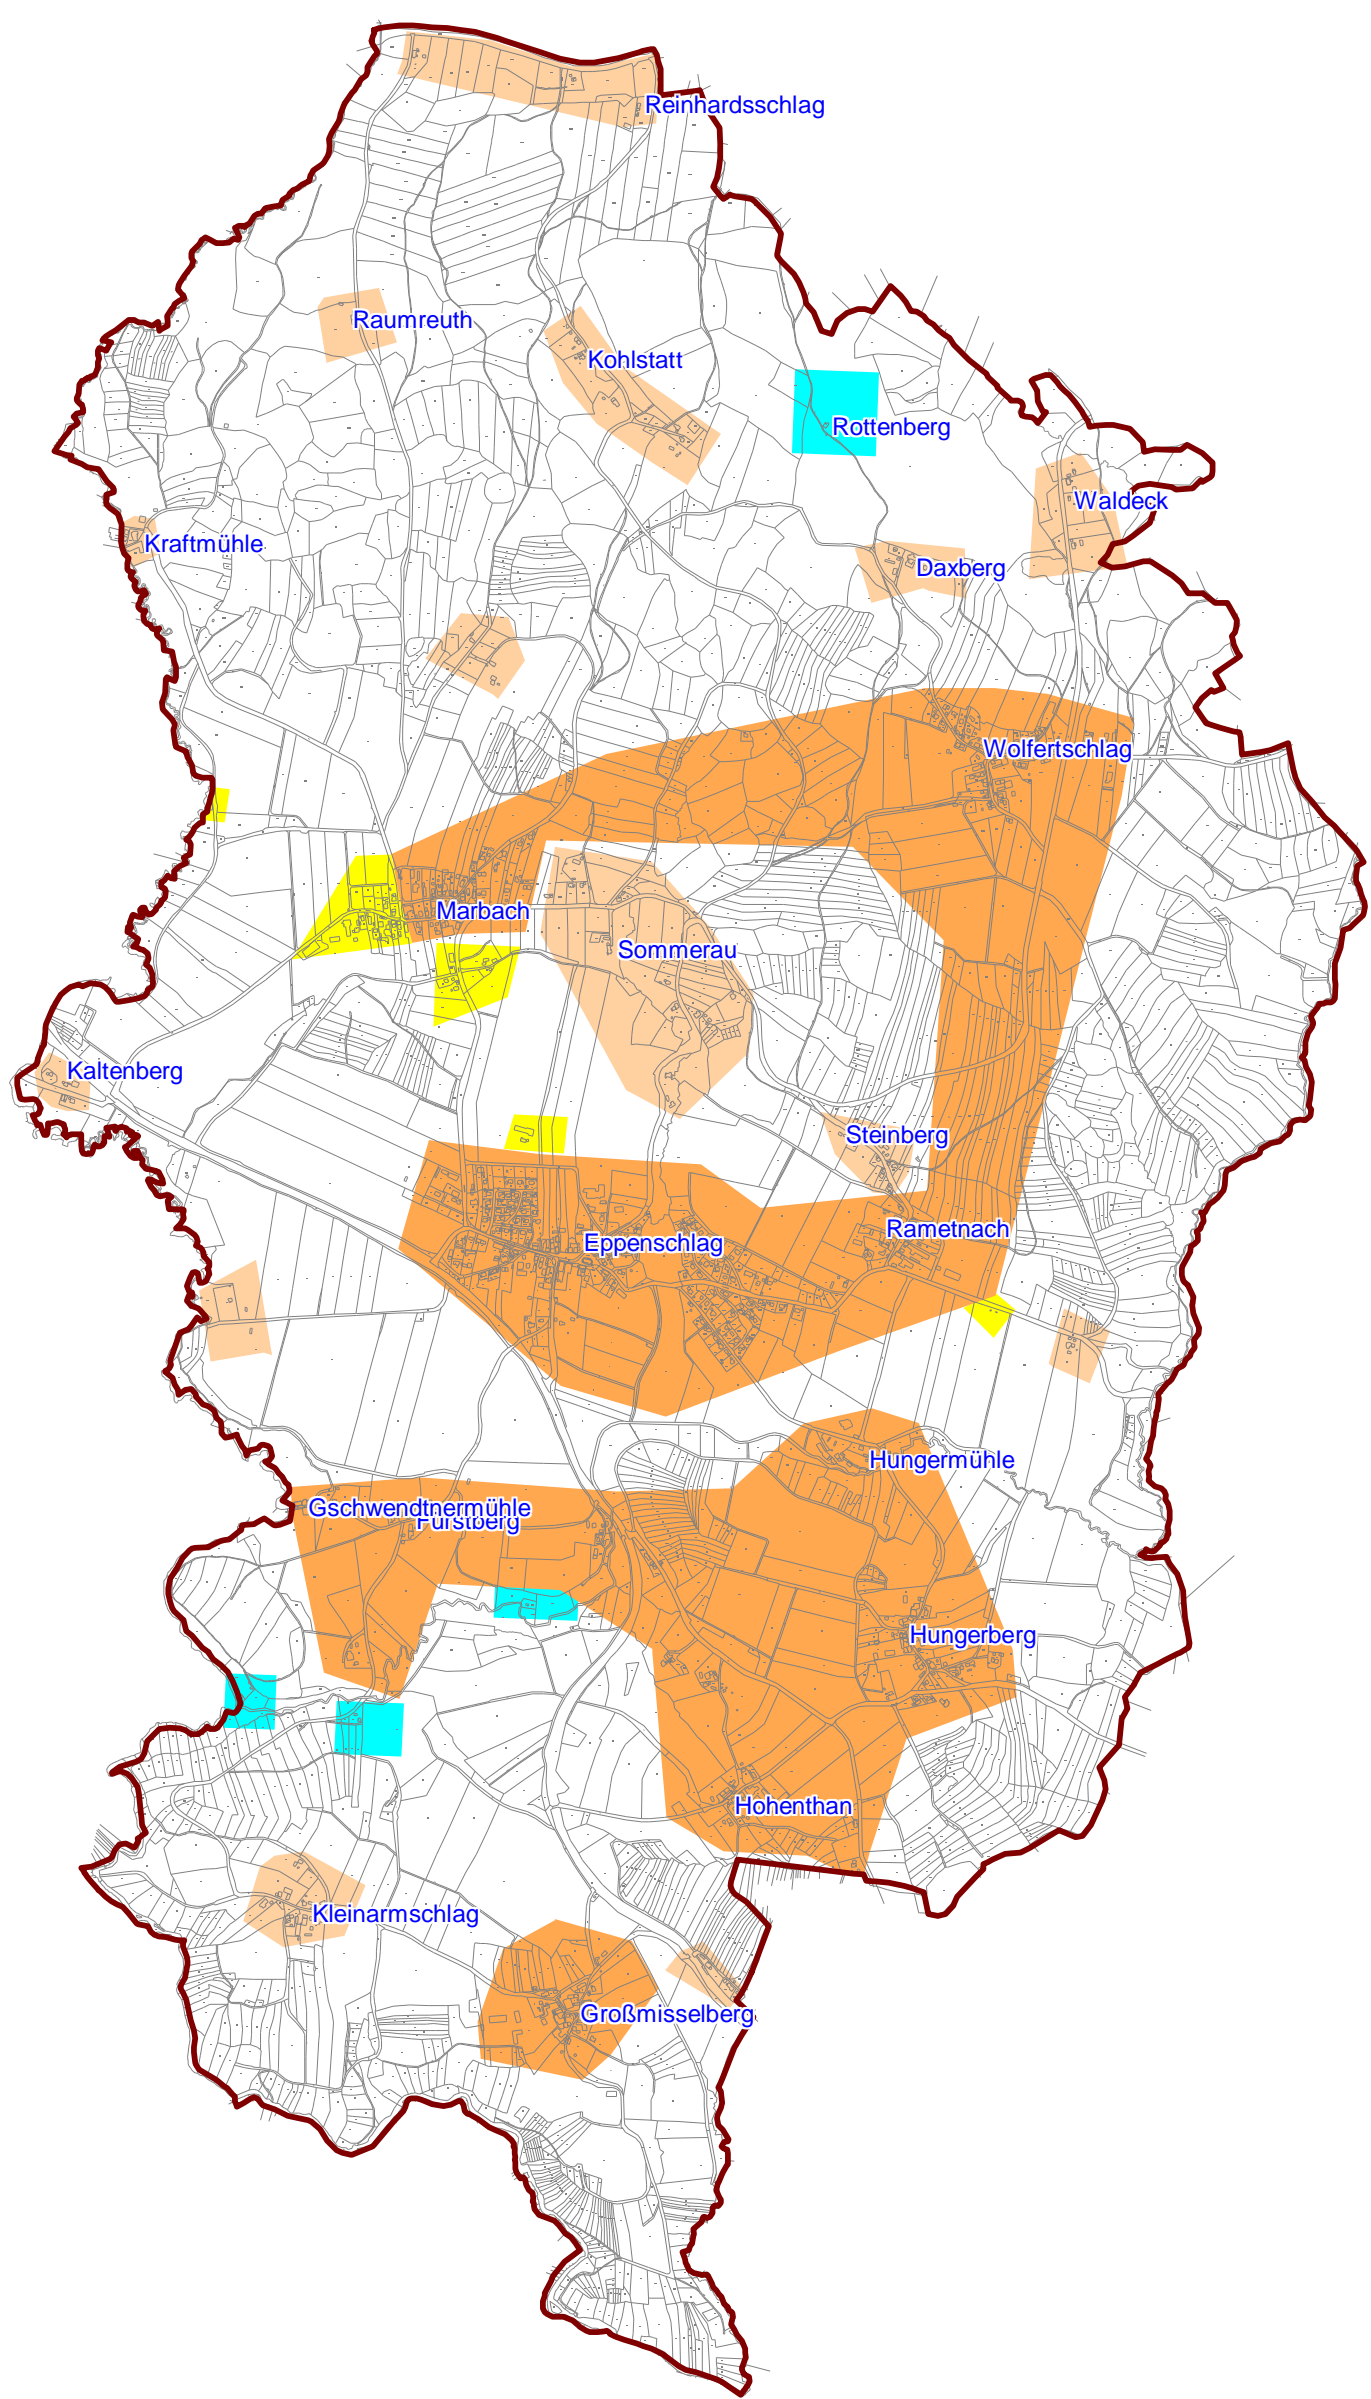 Reinhardsschlag
Raumreuth
Kohlstatt
Rottenberg
Waldeck
Kraftmühle
Daxberg
Wolfertschlag
Marbach
Sommerau
Kaltenberg
Steinberg
Rametnach
Eppenschlag
Hungermühle
Gschwendtnermühle
Fürstberg
Hungerberg
Hohenthan
Kleinarmschlag
Großmisselberg